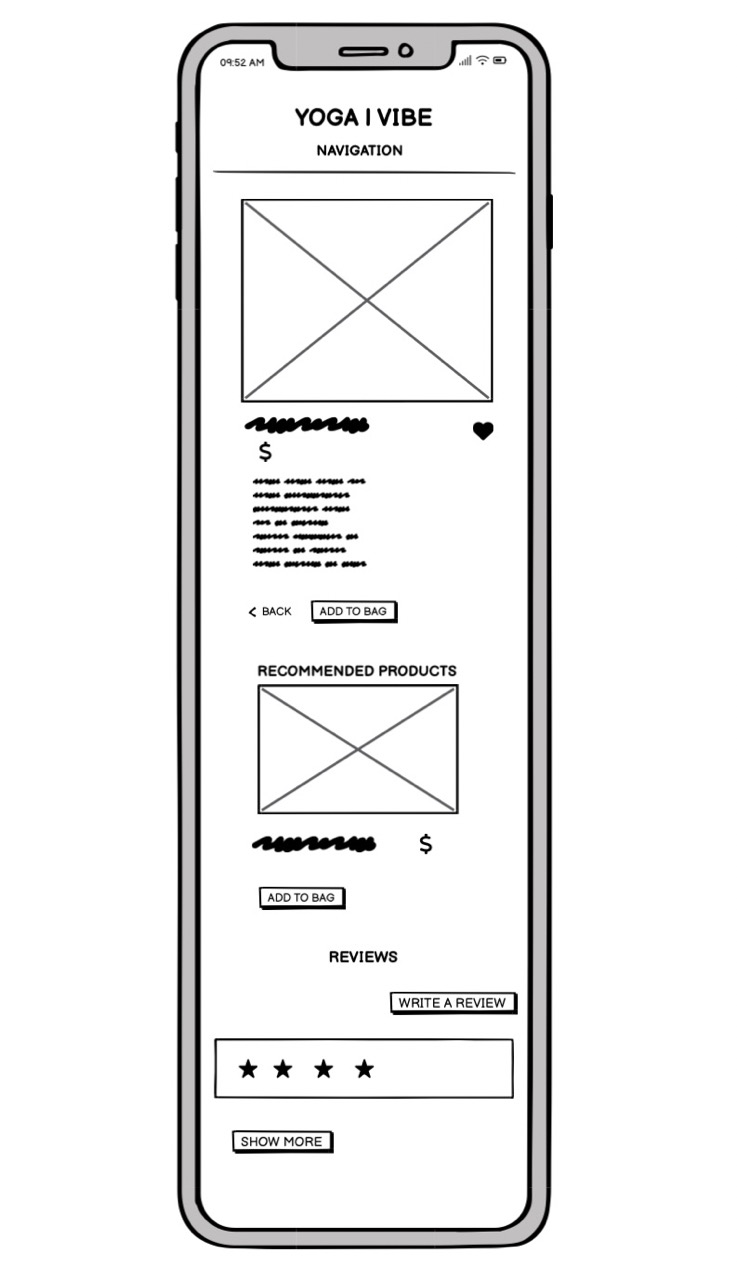 09:52 AM
YOGA | VIBE
NAVIGATION
$
< BACK ADD TO BAG
RECOMMENDED PRODUCTS
$
ADD TO BAG
REVIEWS
WRITE A REVIEW
SHOW MORE